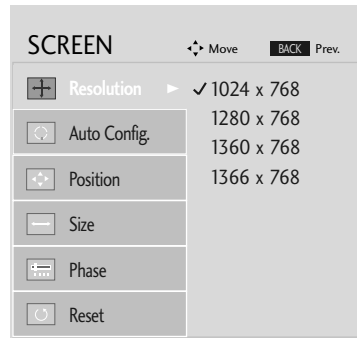 SCREEN Move BACK Prev.
Resolution ✓ 1024 x 768
1280 x 768
Auto Config.
1360 x 768
Position
1366 x 768
Size
Phase
Reset